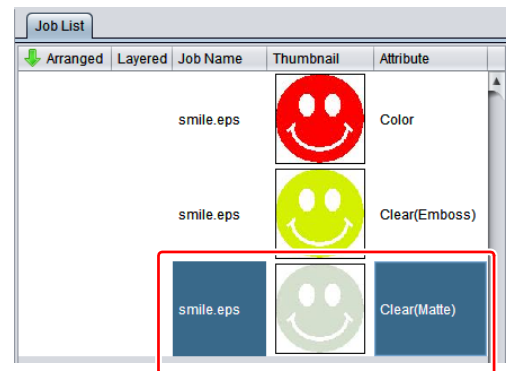 Job List
Arranged Layered Job Name Thumbnail Attribute
smile.eps Color
smile.eps Clear(Emboss)
smile.eps Clear(Matte)